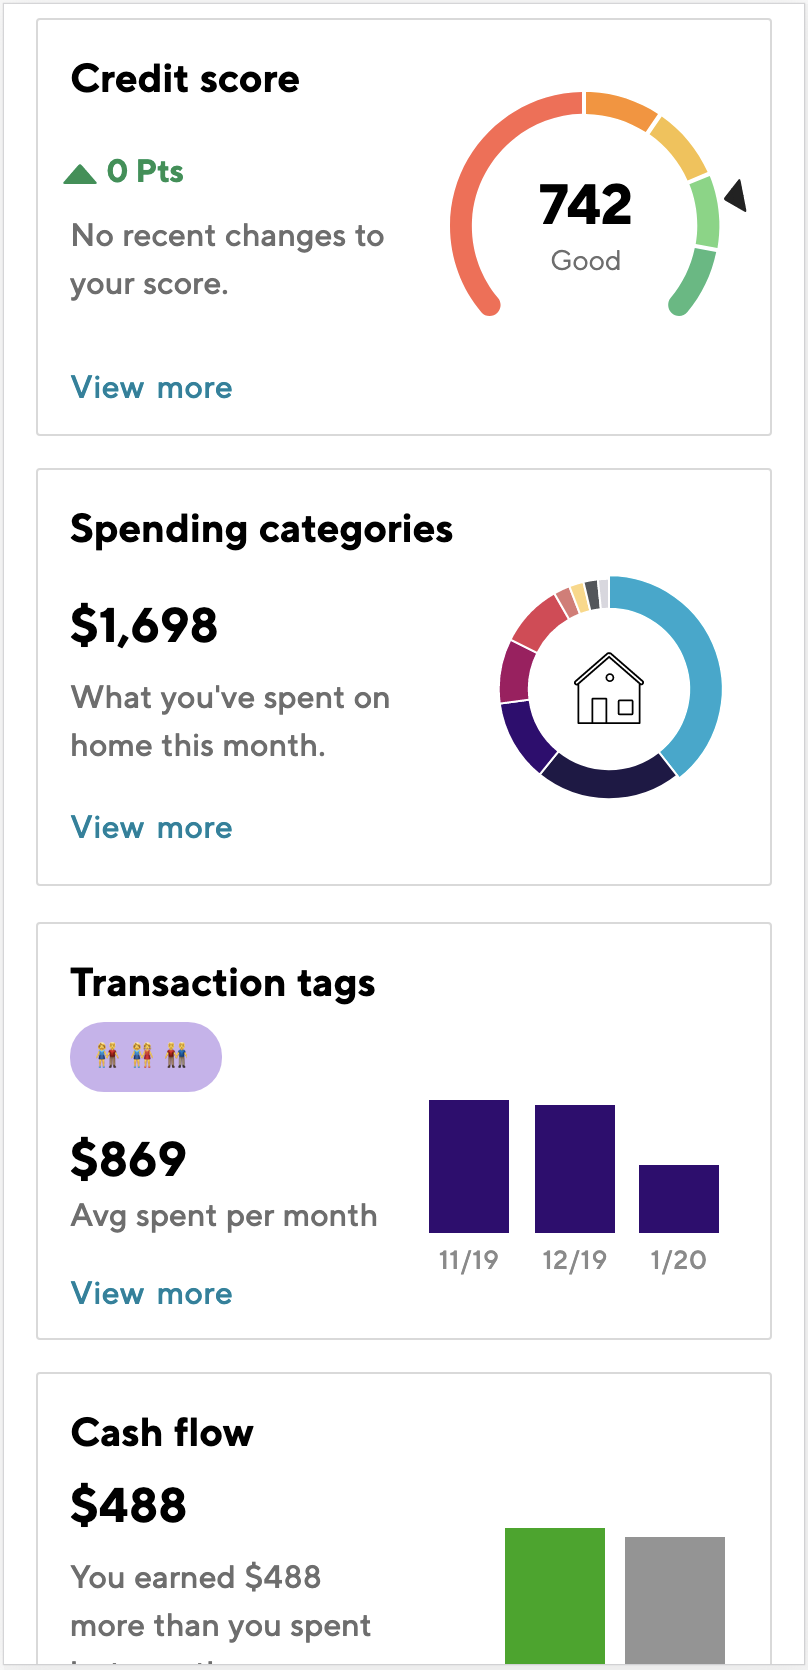 Credit score
0 Pts
No recent changes to
your score.
View more
742
Good
Spending categories
$1,698
What you've spent on
home this month.
View more
Transaction tags
👫 👭 👬
$869
Avg spent per month
View more
11/19 12/19 1/20
Cash flow
$488
You earned $488
more than you spent